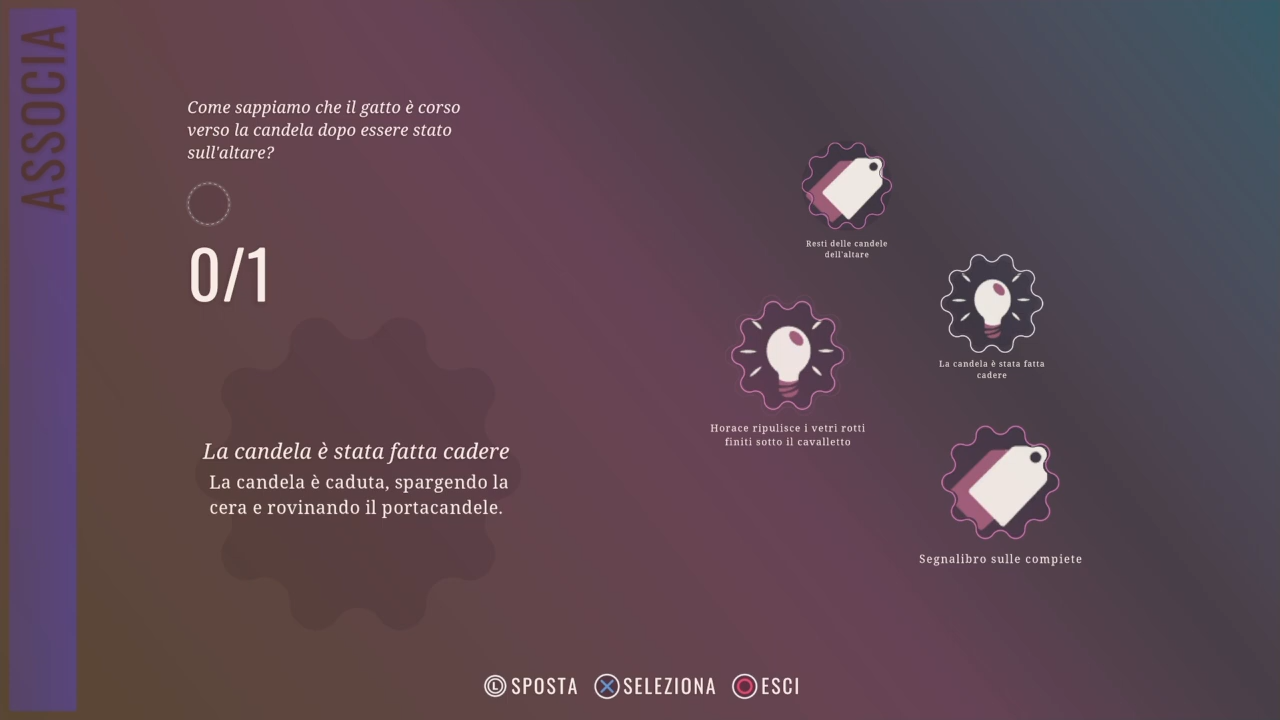 ASSOCIA
Come sappiamo che il gatto è corso
verso la candela dopo essere stato
sull'altare?
0/1
La candela è stata fatta cadere
La candela è caduta, spargendo la
cera e rovinando il portacandele.
Resti delle candele
dell'altare
La candela è stata fatta
cadere
Horace ripulisce i vetri rotti
finiti sotto il cavalletto
Segnalibro sulle compiete
L SPOSTA SELEZIONA ESCI